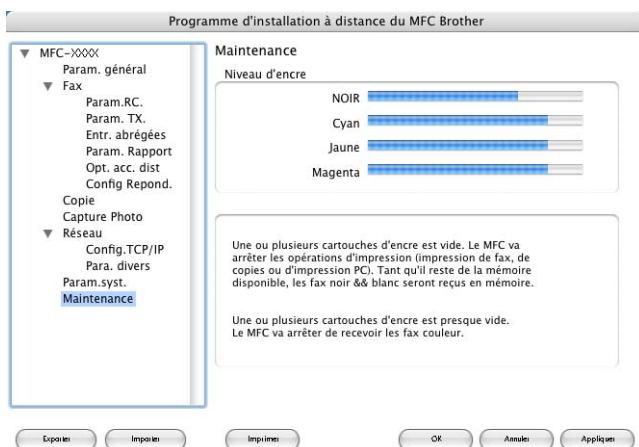 Programme d'installation à distance du MFC Brother
MFC-XXXX
Param. général
Fax
Param.RC.
Param. TX.
Entr. abrégées
Param. Rapport
Opt. acc. dist
Config Repond.
Copie
Capture Photo
Réseau
Config.TCP/IP
Para. divers
Param.syst.
Maintenance
Maintenance
Niveau d'encre
NOIR
Cyan
Jaune
Magenta
Une ou plusieurs cartouches d'encre est vide. Le MFC va
arrêter les opérations d'impression (impression de fax, de
copies ou d'impression PC). Tant qu'il reste de la mémoire
disponible, les fax noir && blanc seront reçus en mémoire.
Une ou plusieurs cartouches d'encre est presque vide.
Le MFC va arrêter de recevoir les fax couleur.
Exporter
Importer
Imprimer
OK
Annuler
Appliquer